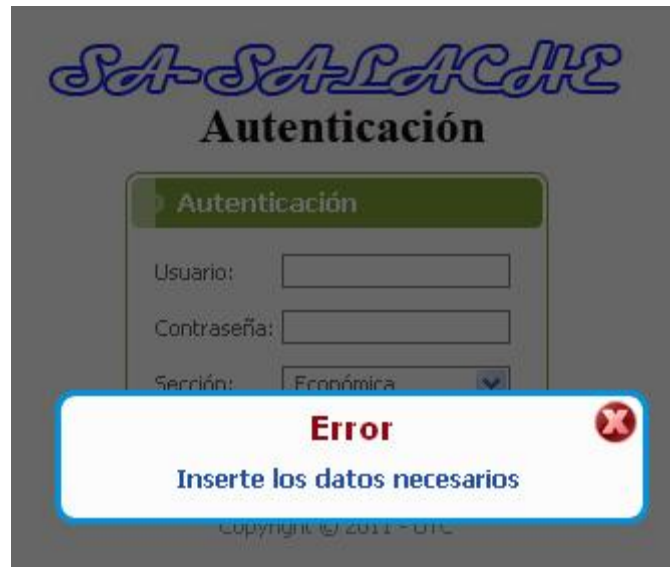 SA-SALACHE
Autenticación
Autenticación
Usuario:
Contraseña:
Sección: Económica
Error
Inserte los datos necesarios
Copyright © 2011 - UTC